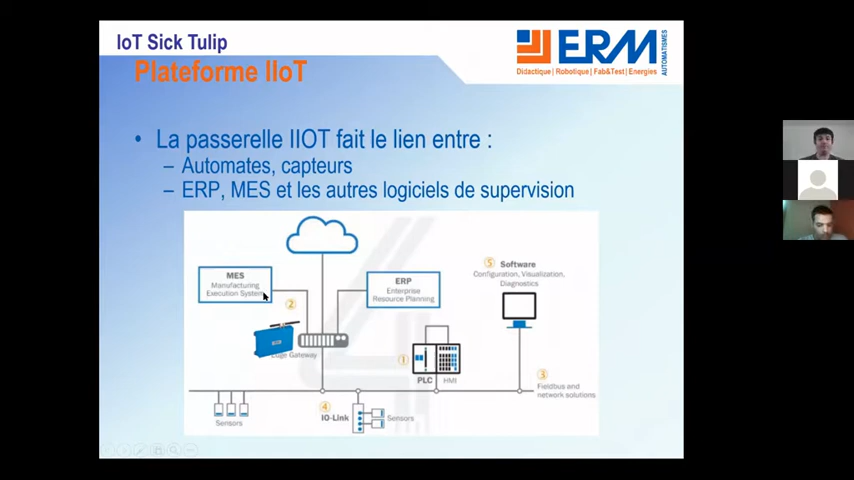 IoT Sick Tulip
Plateforme IIoT
ERM
AUTOMATISMES
Didactique | Robotique | Fab&Test | Energies
• La passerelle IIOT fait le lien entre :
– Automates, capteurs
– ERP, MES et les autres logiciels de supervision
MES
Manufacturing
Execution System
ERP
Enterprise
Resource Planning
5
Software
Configuration, Visualization,
Diagnostics
2
Edge Gateway
1
PLC
HMI
3
Fieldbus and
network solutions
Sensors
4
IO-Link
Sensors